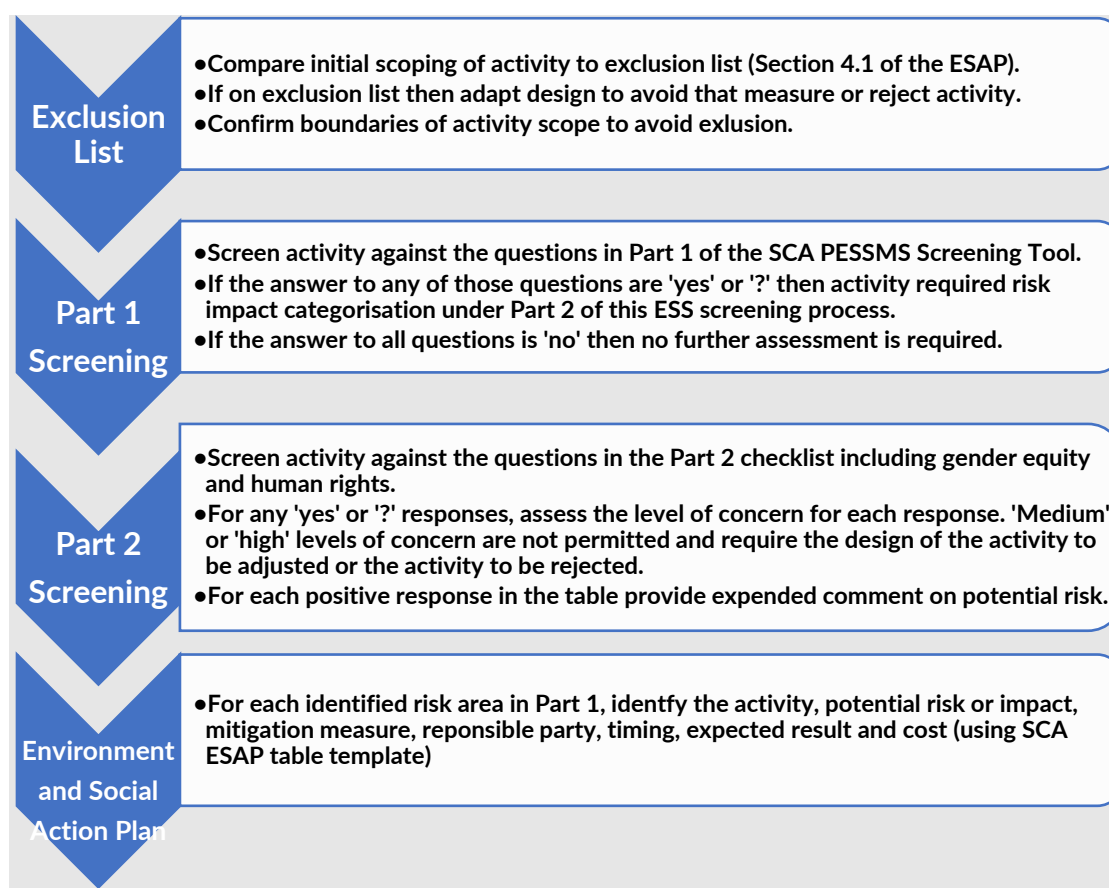 Exclusion
List
●Compare initial scoping of activity to exclusion list (Section 4.1 of the ESAP).
●If on exclusion list then adapt design to avoid that measure or reject activity.
●Confirm boundaries of activity scope to avoid exlusion.
Part 1
Screening
●Screen activity against the questions in Part 1 of the SCA PESSMS Screening Tool.
●If the answer to any of those questions are 'yes' or '?' then activity required risk
impact categorisation under Part 2 of this ESS screening process.
●If the answer to all questions is 'no' then no further assessment is required.
Part 2
Screening
●Screen activity against the questions in the Part 2 checklist including gender equity
and human rights.
●For any 'yes' or '?' responses, assess the level of concern for each response. 'Medium'
or 'high' levels of concern are not permitted and require the design of the activity to
be adjusted or the activity to be rejected.
●For each positive response in the table provide expended comment on potential risk.
Environment
and Social
Action Plan
●For each identified risk area in Part 1, identfy the activity, potential risk or impact,
mitigation measure, reponsible party, timing, expected result and cost (using SCA
ESAP table template)